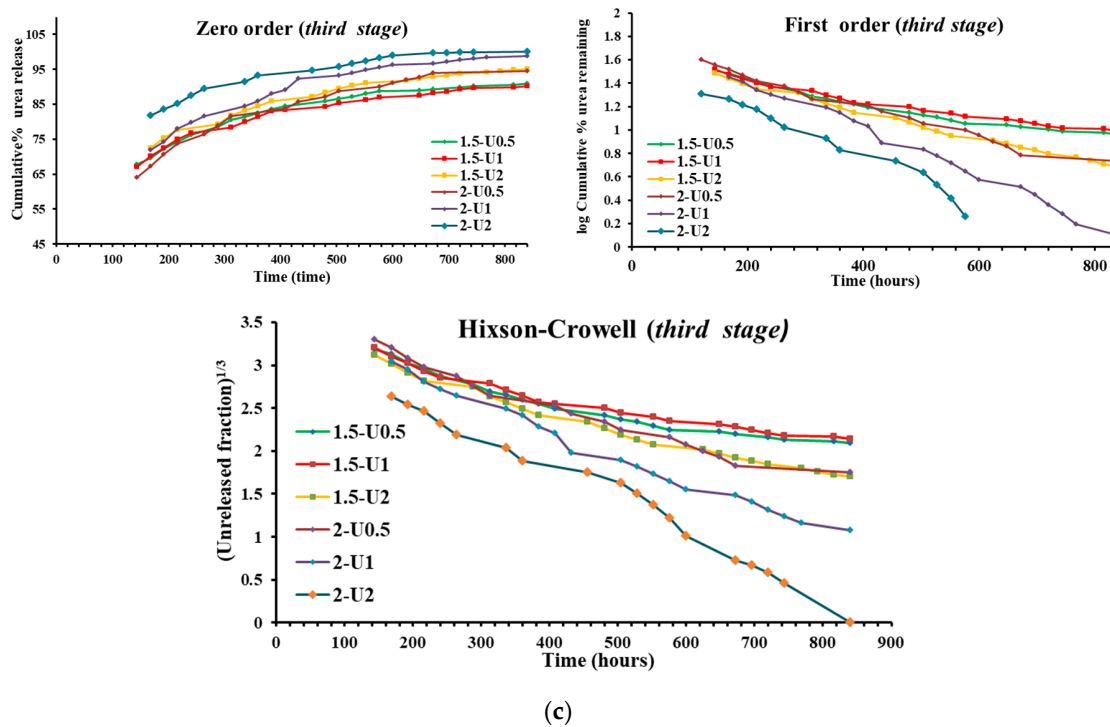 Zero order (third stage)
Cumulative% urea release
105
95
85
75
65
55
45
1.5-U0.5
1.5-U1
1.5-U2
2-U0.5
2-U1
2-U2
0 100 200 300 400 500 600 700 800
Time (time)
First order (third stage)
log Cumulative % urea remaining
2
1.8
1.6
1.4
1.2
1
0.8
0.6
0.4
0.2
0
1.5-U0.5
1.5-U1
1.5-U2
2-U0.5
2-U1
2-U2
0 200 400 600 800
Time (hours)
Hixson-Crowell (third stage)
(Unreleased fraction)1/3
3.5
3
2.5
2
1.5
1
0.5
0
1.5-U0.5
1.5-U1
1.5-U2
2-U0.5
2-U1
2-U2
0 100 200 300 400 500 600 700 800 900
Time (hours)
(c)